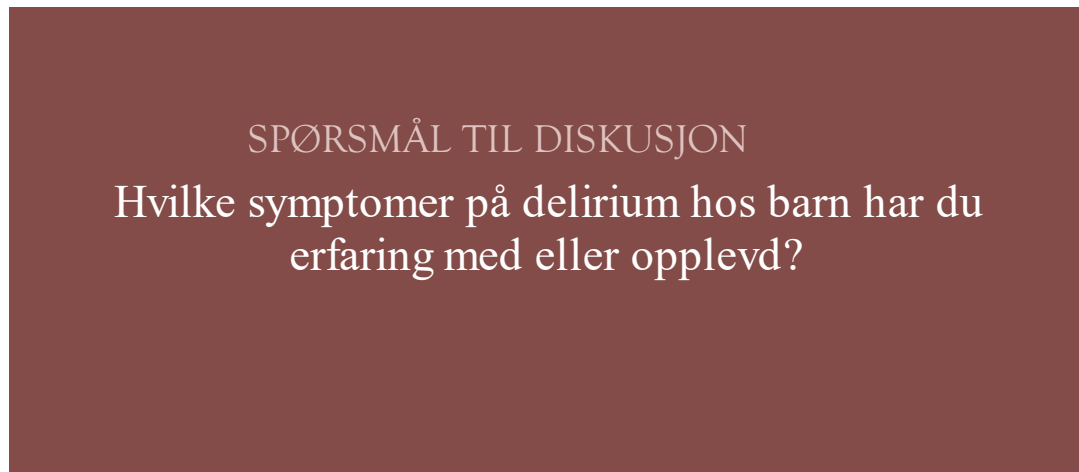 SPØRSMÅL TIL DISKUSJON
Hvilke symptomer på delirium hos barn har du
erfaring med eller opplevd?